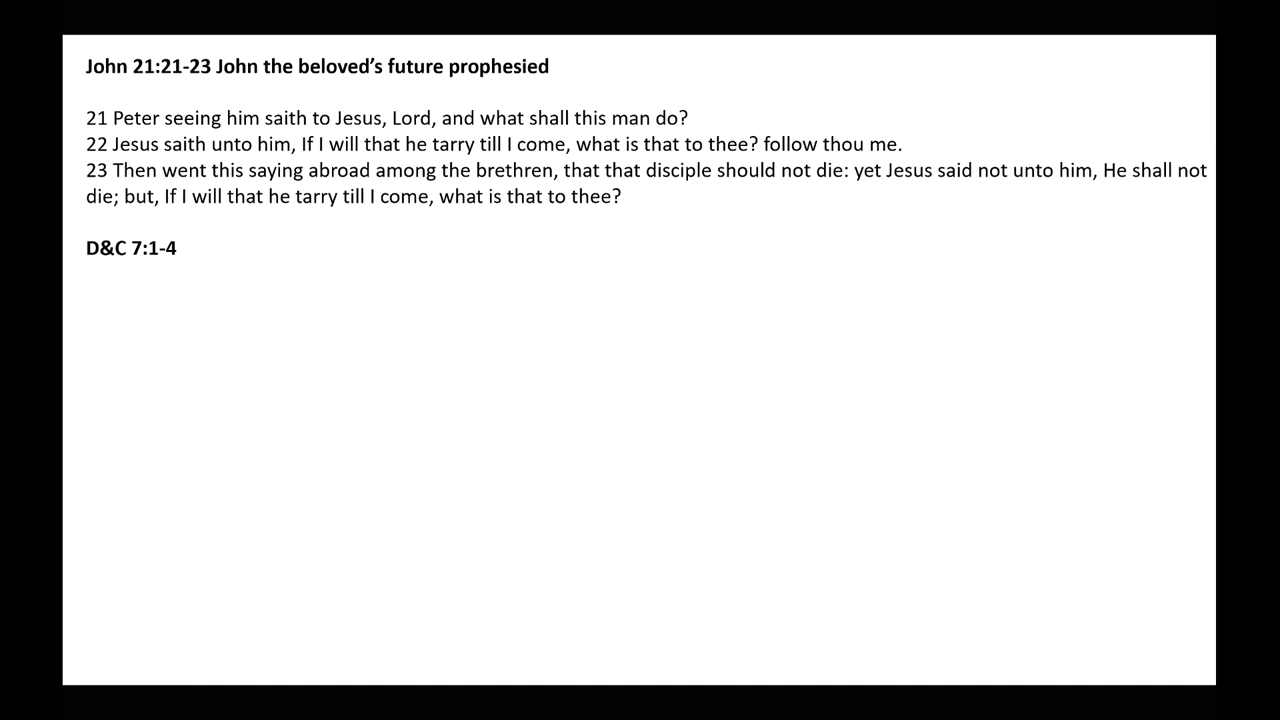 John 21:21-23 John the beloved’s future prophesied
21 Peter seeing him saith to Jesus, Lord, and what shall this man do?
22 Jesus saith unto him, If I will that he tarry till I come, what is that to thee? follow thou me.
23 Then went this saying abroad among the brethren, that that disciple should not die: yet Jesus said not unto him, He shall not
die; but, If I will that he tarry till I come, what is that to thee?
D&C 7:1-4